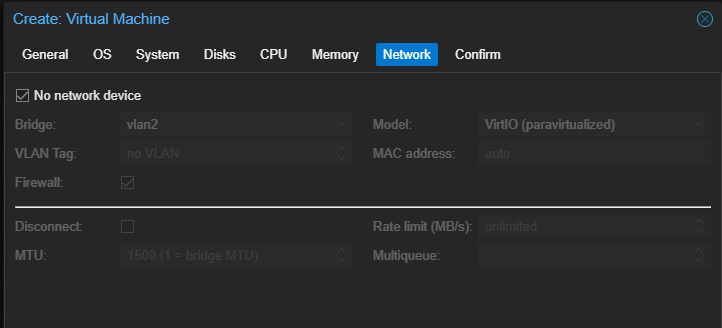 Create: Virtual Machine
General OS System Disks CPU Memory Network Confirm
No network device
Bridge: vlan2 Model: VirtIO (paravirtualized)
VLAN Tag: no VLAN MAC address: auto
Firewall:
Disconnect: Rate limit (MB/s): unlimited
MTU: 1500 (1 = bridge MTU) Multiqueue: